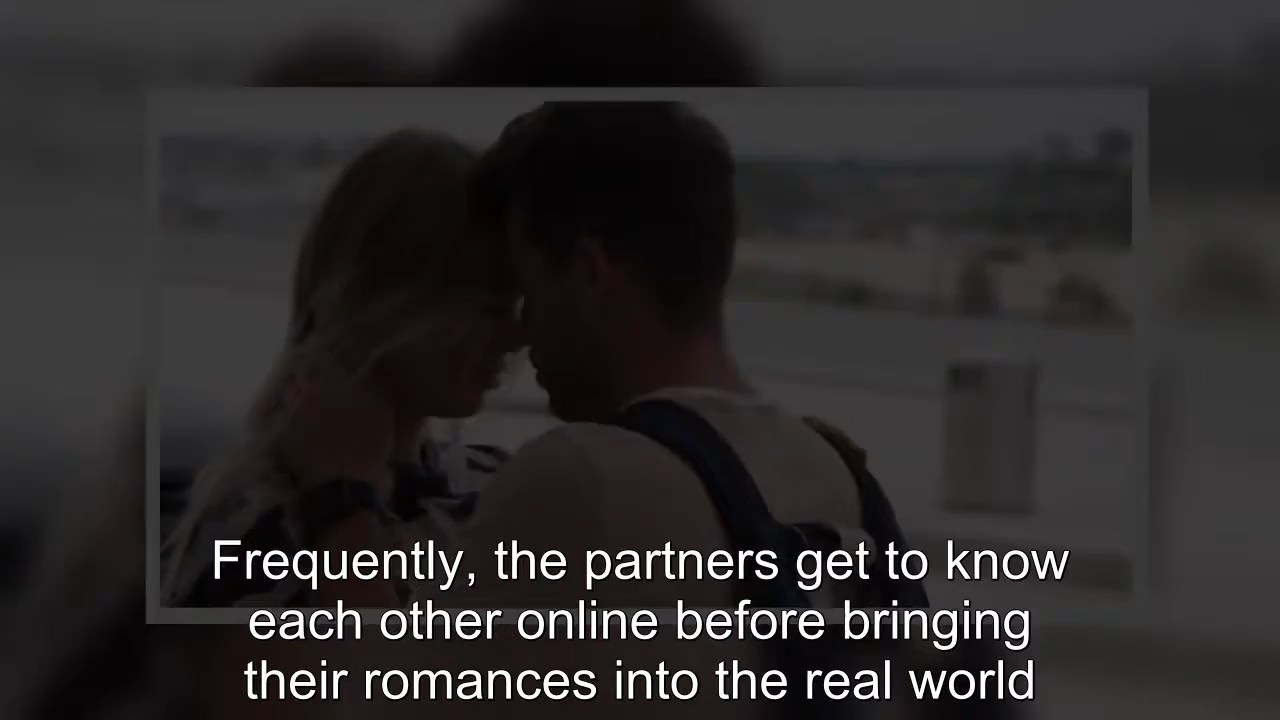 Frequently, the partners get to know
each other online before bringing
their romances into the real world